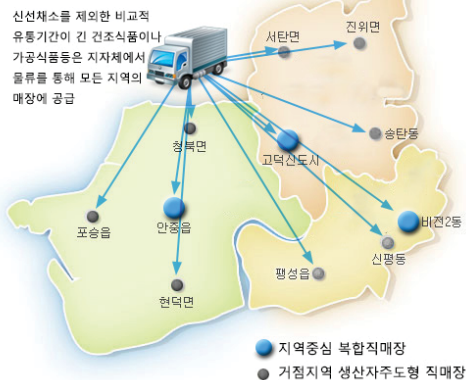 신선채소를 제외한 비교적
유통기간이 긴 건조식품이나
가공식품등은 지자체에서
물류를 통해 모든 지역의
매장에 공급
진위면
서탄면
송탄동
청북면
고덕신도시
포승읍
안중읍
비전2동
신평동
팽성읍
현덕면
지역중심 복합직매장
거점지역 생산자주도형 직매장